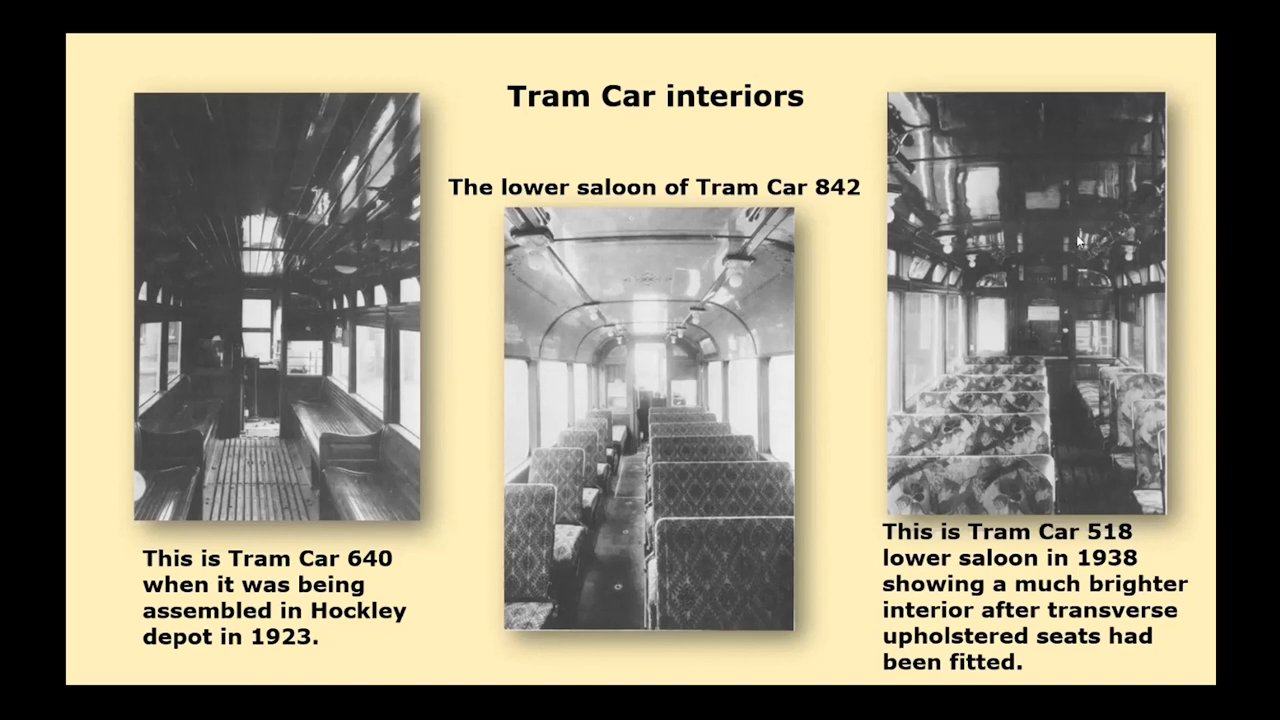 Tram Car interiors
The lower saloon of Tram Car 842
This is Tram Car 640
when it was being
assembled in Hockley
depot in 1923.
This is Tram Car 518
lower saloon in 1938
showing a much brighter
interior after transverse
upholstered seats had
been fitted.